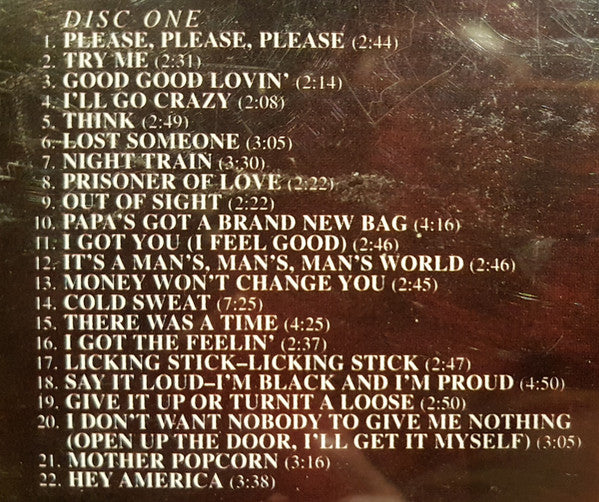 DISC ONE
1. PLEASE, PLEASE, PLEASE (2:44)
2. TRY ME (2:31)
3. GOOD GOOD LOVIN' (2:14)
4. I'LL GO CRAZY (2:08)
5. THINK (2:49)
6. LOST SOMEONE (3:05)
7. NIGHT TRAIN (3:30)
8. PRISONER OF LOVE (2:22)
9. OUT OF SIGHT (2:22)
10. PAPA'S GOT A BRAND NEW BAG (4:16)
11. I GOT YOU (I FEEL GOOD) (2:46)
12. IT'S A MAN'S, MAN'S, MAN'S WORLD (2:46)
13. MONEY WON'T CHANGE YOU (2:45)
14. COLD SWEAT (7:25)
15. THERE WAS A TIME (4:25)
16. I GOT THE FEELIN' (2:37)
17. LICKING STICK–LICKING STICK (2:47)
18. SAY IT LOUD–I'M BLACK AND I'M PROUD (4:50)
19. GIVE IT UP OR TURNIT A LOOSE (2:50)
20. I DON'T WANT NOBODY TO GIVE ME NOTHING
(OPEN UP THE DOOR, I'LL GET IT MYSELF) (3:05)
21. MOTHER POPCORN (3:16)
22. HEY AMERICA (3:38)